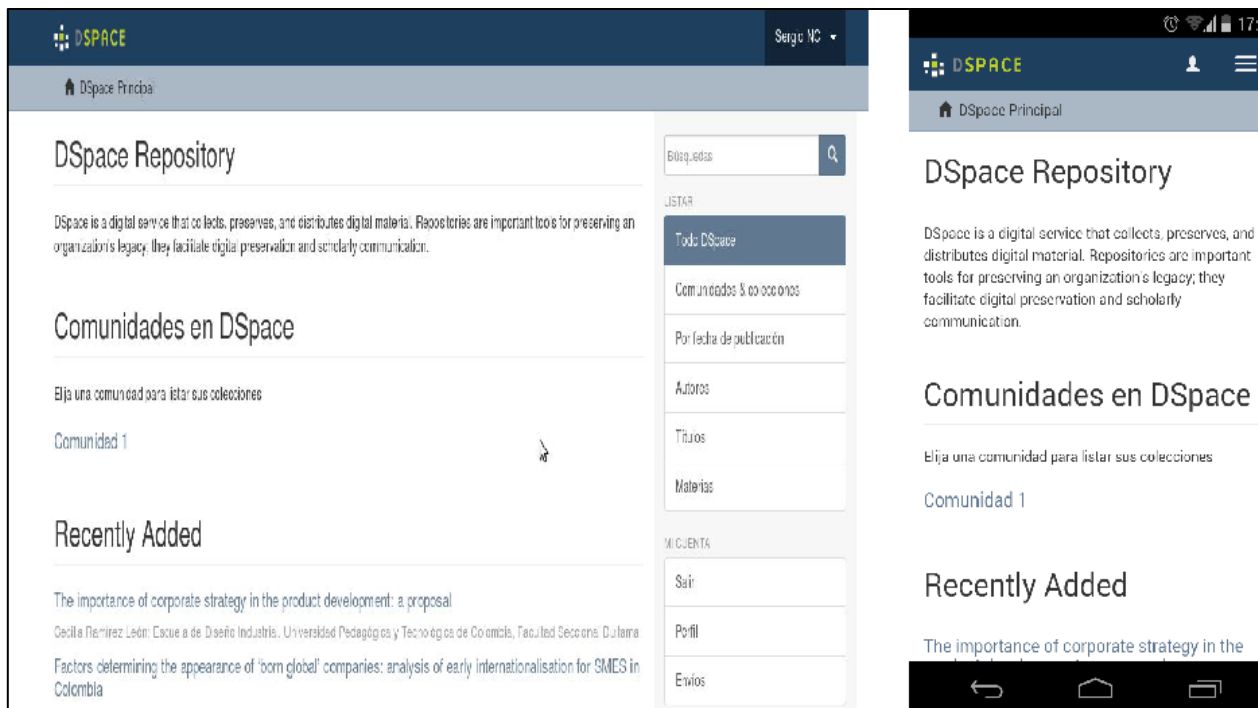 DSPACE
Sergio NC
DSpace Principal
DSpace Repository
DSpace is a digital service that collects, preserves, and distributes digital material. Repositories are important tools for preserving an
organization's legacy; they facilitate digital preservation and scholarly communication.
Comunidades en DSpace
Elija una comunidad para listar sus colecciones
Comunidad 1
Recently Added
The importance of corporate strategy in the product development: a proposal
Cecilia Ramírez León; Escuela de Diseño Industrial. Universidad Pedagógica y Tecnológica de Colombia, Facultad Seccional Duitama
Factors determining the appearance of 'born global' companies: analysis of early internationalisation for SMES in
Colombia
Búsquedas
LISTAR
Todo DSpace
Comunidades & colecciones
Por fecha de publicación
Autores
Títulos
Materias
MI CUENTA
Salir
Perfil
Envíos
17:
DSPACE
DSpace Principal
DSpace Repository
DSpace is a digital service that collects, preserves, and
distributes digital material. Repositories are important
tools for preserving an organization's legacy; they
facilitate digital preservation and scholarly
communication.
Comunidades en DSpace
Elija una comunidad para listar sus colecciones
Comunidad 1
Recently Added
The importance of corporate strategy in the